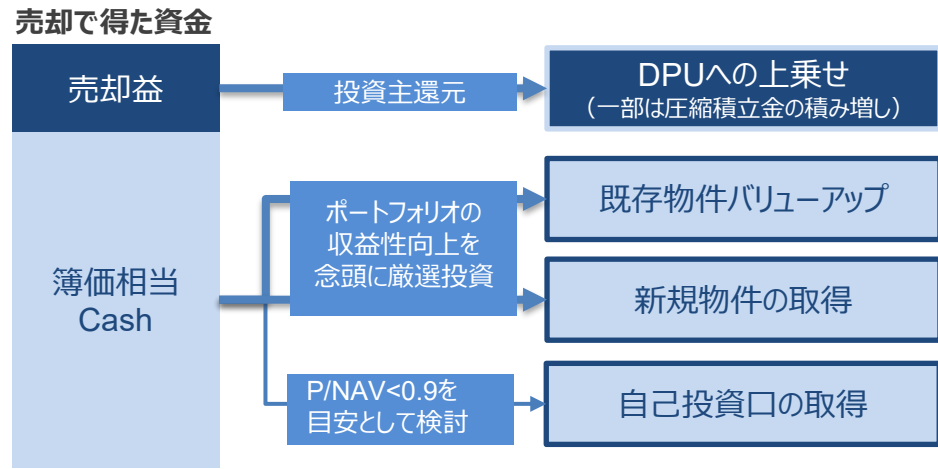 売却で得た資金
売却益
投資主還元
DPUへの上乗せ
（一部は圧縮積立金の積み増し）
簿価相当
Cash
ポートフォリオの
収益性向上を
念頭に厳選投資
既存物件バリューアップ
新規物件の取得
P/NAV<0.9を
目安として検討
自己投資口の取得